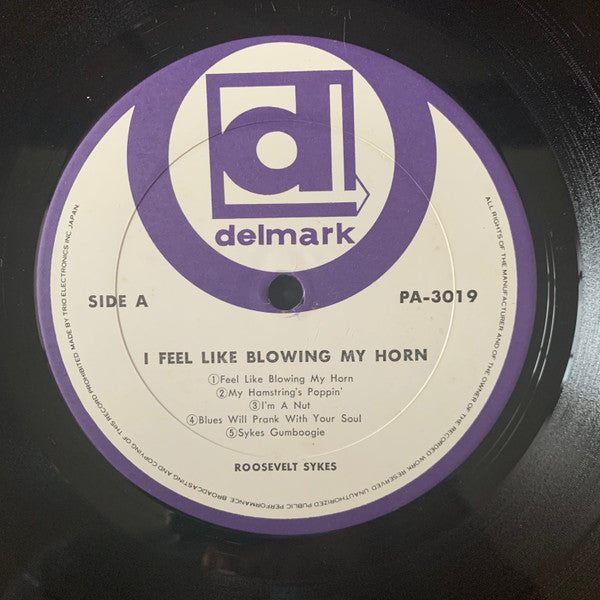 d
delmark
SIDE A
PA-3019
I FEEL LIKE BLOWING MY HORN
①Feel Like Blowing My Horn
②My Hamstring's Poppin'
③I'm A Nut
④Blues Will Prank With Your Soul
⑤Sykes Gumboogie
ROOSEVELT SYKES
ALL RIGHTS OF THE MANUFACTURER AND OF THE OWNER OF THE RECORDED WORK RESERVED. UNAUTHORIZED PUBLIC PERFORMANCE, BROADCASTING AND COPYING OF THIS RECORD PROHIBITED. MADE BY TRIO ELECTRONICS INC. JAPAN.